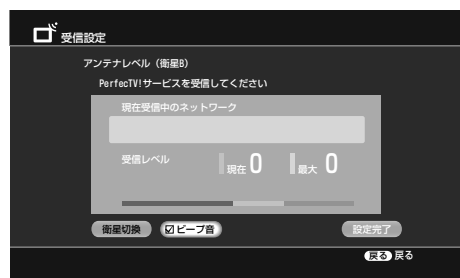 受信設定
アンテナレベル（衛星B）
PerfecTV!サービスを受信してください
現在受信中のネットワーク
受信レベル 現在 0 最大 0
衛星切換 ☑ビープ音 設定完了
戻る 戻る